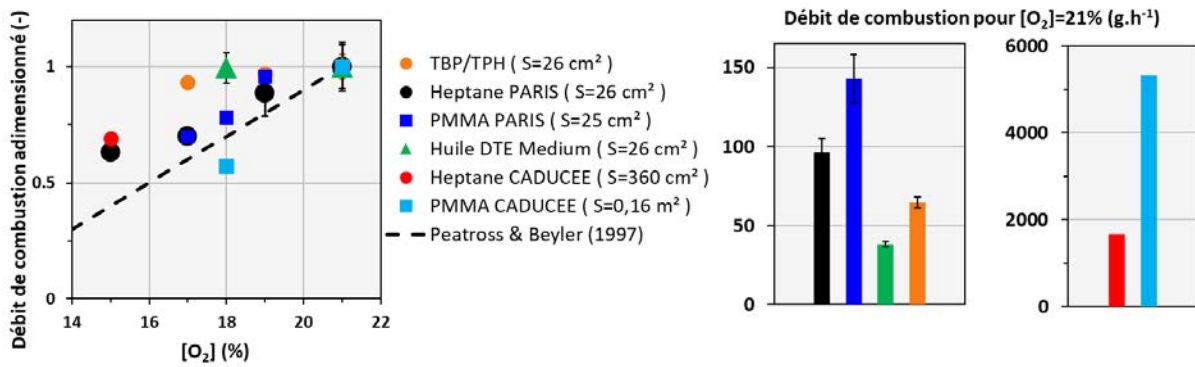 Débit de combustion adimensionné (-)
1
0.5
0
14
16
18
20
22
[O₂] (%)
TBP/TPH ( S=26 cm² )
Heptane PARIS ( S=26 cm² )
PMMA PARIS ( S=25 cm² )
Huile DTE Medium ( S=26 cm² )
Heptane CADUCEE ( S=360 cm² )
PMMA CADUCEE ( S=0,16 m² )
Peatross & Beyler (1997)
Débit de combustion pour [O₂]=21% (g.h⁻¹)
150
100
50
0
6000
4000
2000
0